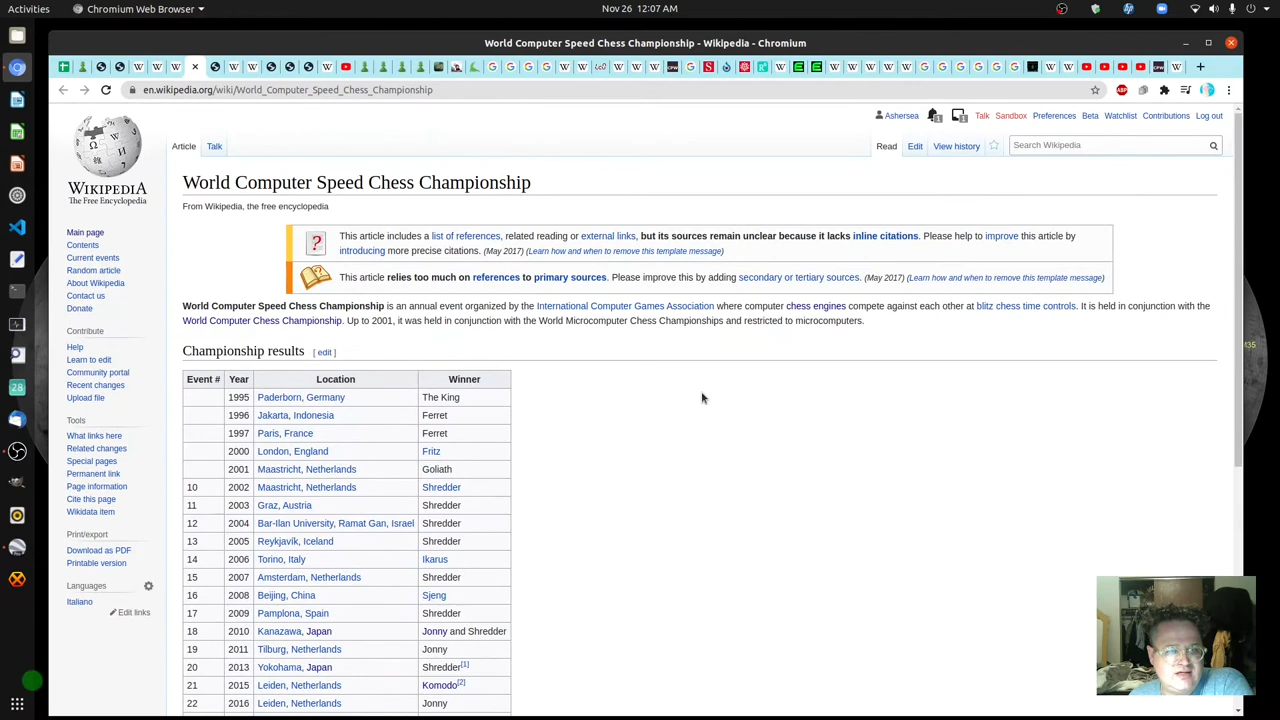 Activities
Chromium Web Browser
Nov 26 12:07 AM
World Computer Speed Chess Championship - Wikipedia - Chromium
en.wikipedia.org/wiki/World_Computer_Speed_Chess_Championship
Ashersea Talk Sandbox Preferences Beta Watchlist Contributions Log out
Article Talk Read Edit View history Search Wikipedia
WIKIPEDIA
The Free Encyclopedia
Main page
Contents
Current events
Random article
About Wikipedia
Contact us
Donate
Contribute
Help
Learn to edit
Community portal
Recent changes
Upload file
Tools
What links here
Related changes
Special pages
Permanent link
Page information
Cite this page
Wikidata item
Print/export
Download as PDF
Printable version
Languages
Italiano
Edit links
World Computer Speed Chess Championship
From Wikipedia, the free encyclopedia
This article includes a list of references, related reading or external links, but its sources remain unclear because it lacks inline citations. Please help to improve this article by
introducing more precise citations. (May 2017) (Learn how and when to remove this template message)
This article relies too much on references to primary sources. Please improve this by adding secondary or tertiary sources. (May 2017) (Learn how and when to remove this template message)
World Computer Speed Chess Championship is an annual event organized by the International Computer Games Association where computer chess engines compete against each other at blitz chess time controls. It is held in conjunction with the
World Computer Chess Championship. Up to 2001, it was held in conjunction with the World Microcomputer Chess Championships and restricted to microcomputers.
Championship results [ edit ]
Event # Year Location Winner
1995 Paderborn, Germany The King
1996 Jakarta, Indonesia Ferret
1997 Paris, France Ferret
2000 London, England Fritz
2001 Maastricht, Netherlands Goliath
10 2002 Maastricht, Netherlands Shredder
11 2003 Graz, Austria Shredder
12 2004 Bar-Ilan University, Ramat Gan, Israel Shredder
13 2005 Reykjavík, Iceland Shredder
14 2006 Torino, Italy Ikarus
15 2007 Amsterdam, Netherlands Shredder
16 2008 Beijing, China Sjeng
17 2009 Pamplona, Spain Shredder
18 2010 Kanazawa, Japan Jonny and Shredder
19 2011 Tilburg, Netherlands Jonny
20 2013 Yokohama, Japan Shredder[1]
21 2015 Leiden, Netherlands Komodo[2]
22 2016 Leiden, Netherlands Jonny